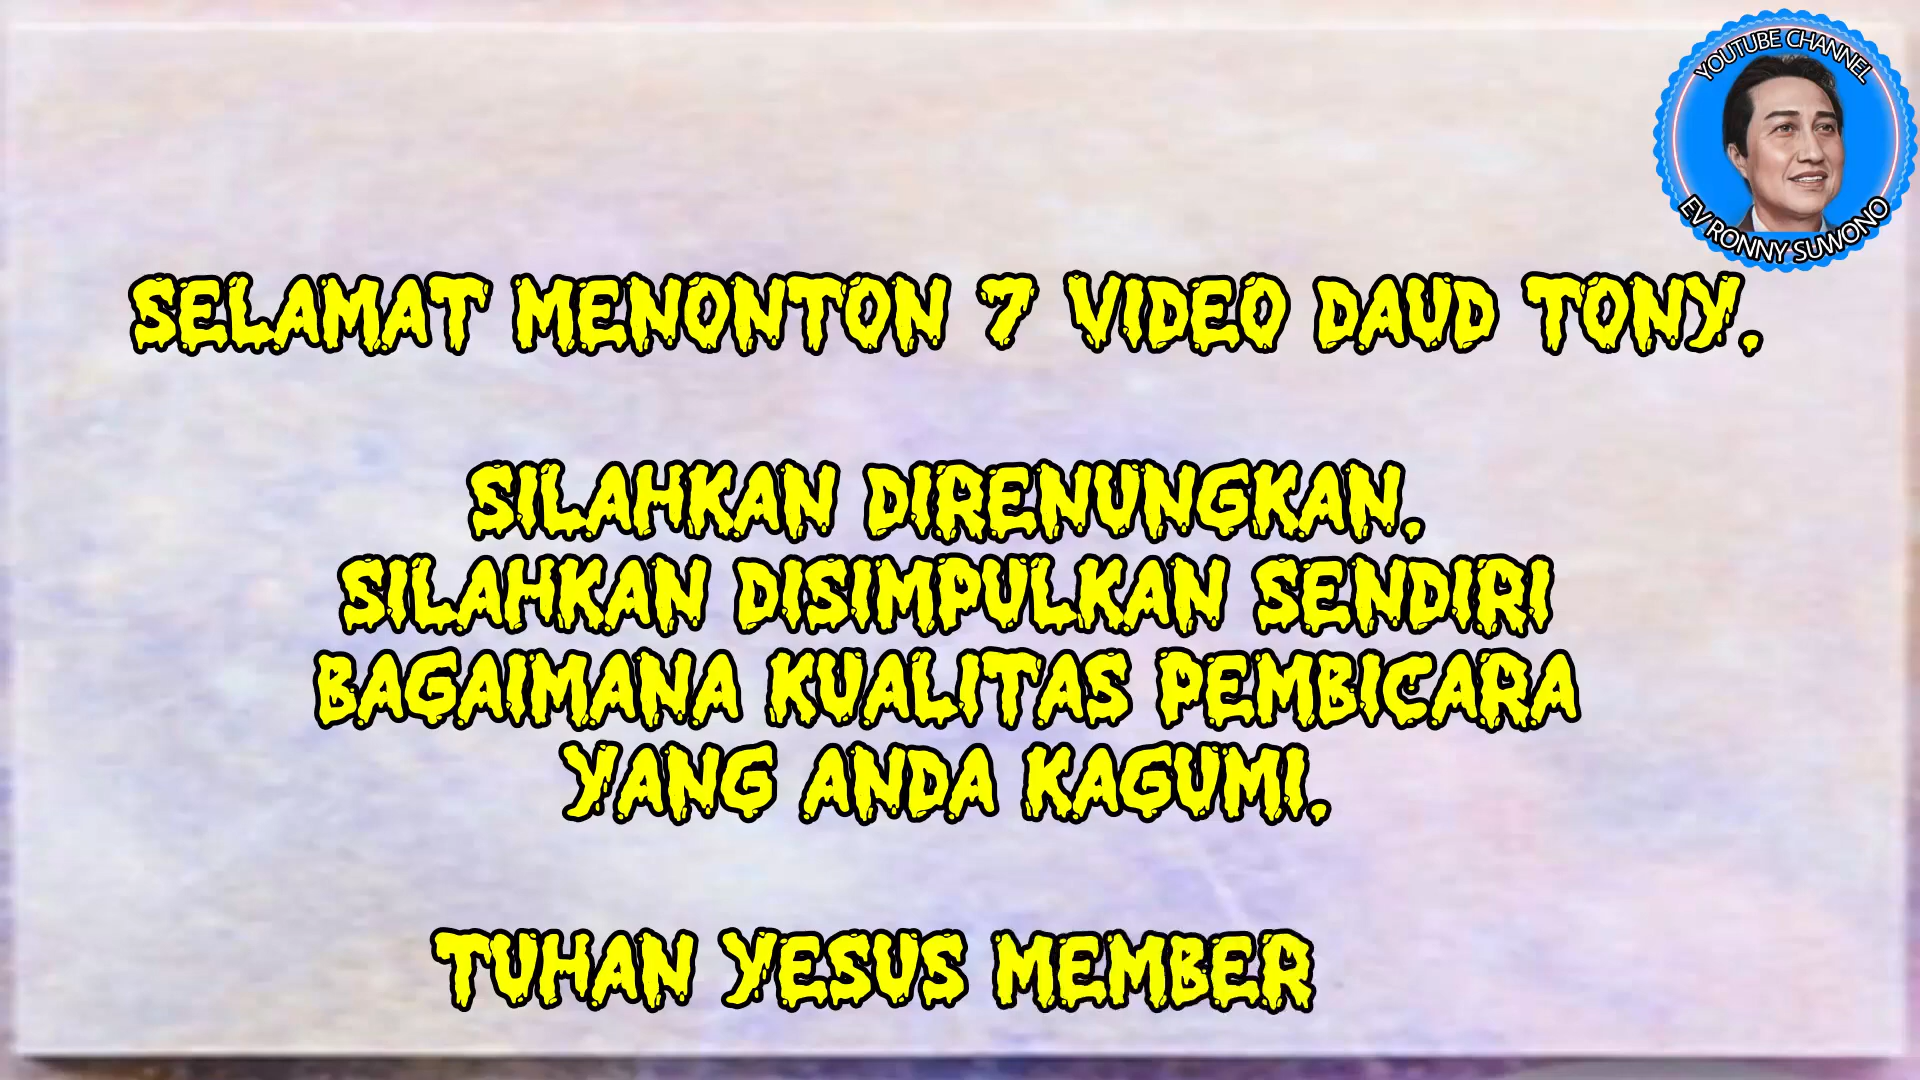 YOUTUBE CHANNEL
EV RONNY SUWONO
SELAMAT MENONTON 7 VIDEO DAUD TONY.
SILAHKAN DIRENUNGKAN.
SILAHKAN DISIMPULKAN SENDIRI
BAGAIMANA KUALITAS PEMBICARA
YANG ANDA KAGUMI.
TUHAN YESUS MEMBER